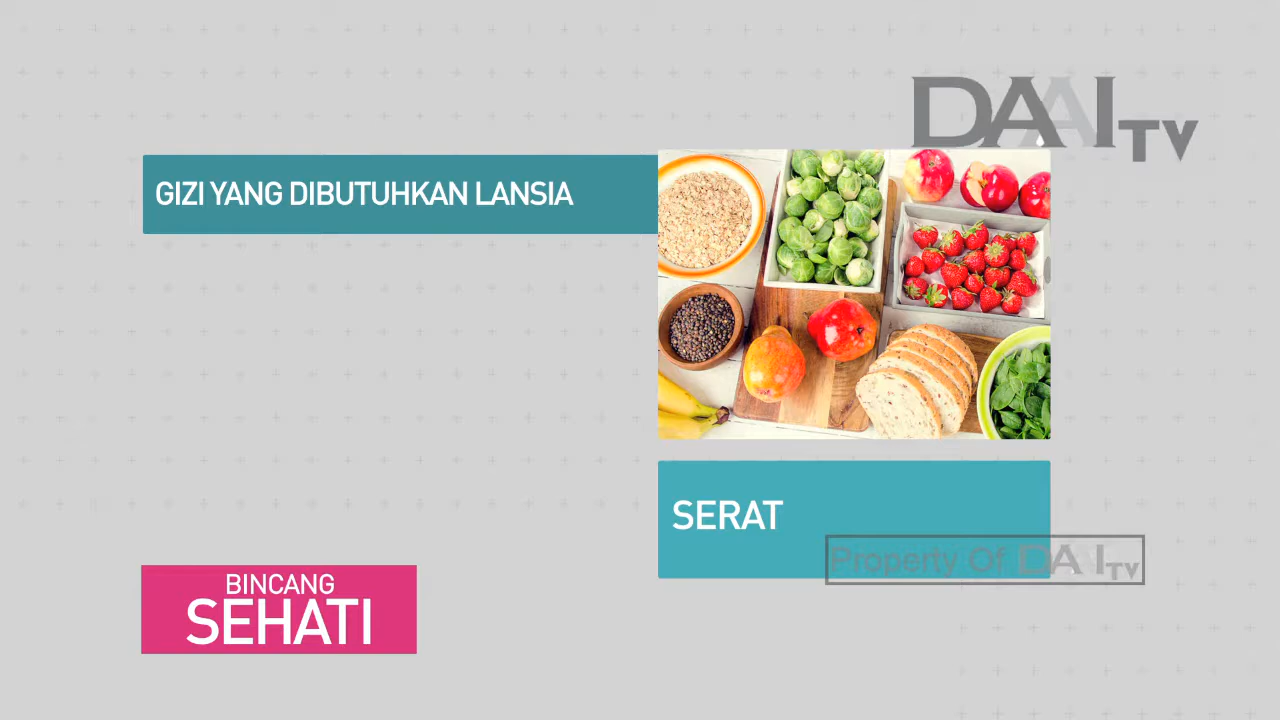 DAAI TV
GIZI YANG DIBUTUHKAN LANSIA
SERAT
Property Of DAAI TV
BINCANG
SEHATI